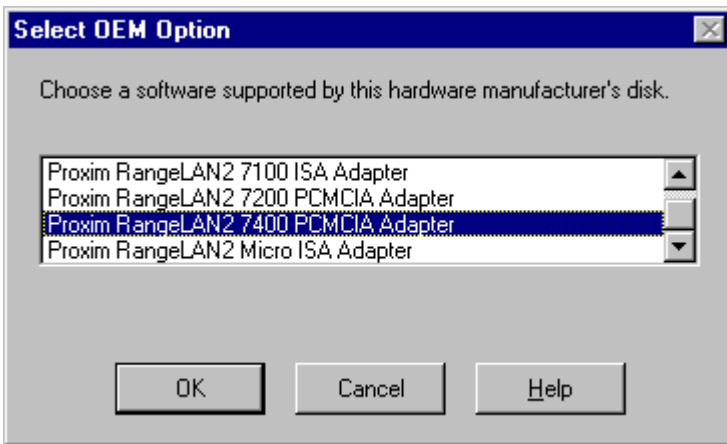 Select OEM Option
Choose a software supported by this hardware manufacturer's disk.
Proxim RangeLAN2 7100 ISA Adapter
Proxim RangeLAN2 7200 PCMCIA Adapter
Proxim RangeLAN2 7400 PCMCIA Adapter
Proxim RangeLAN2 Micro ISA Adapter
OK Cancel Help